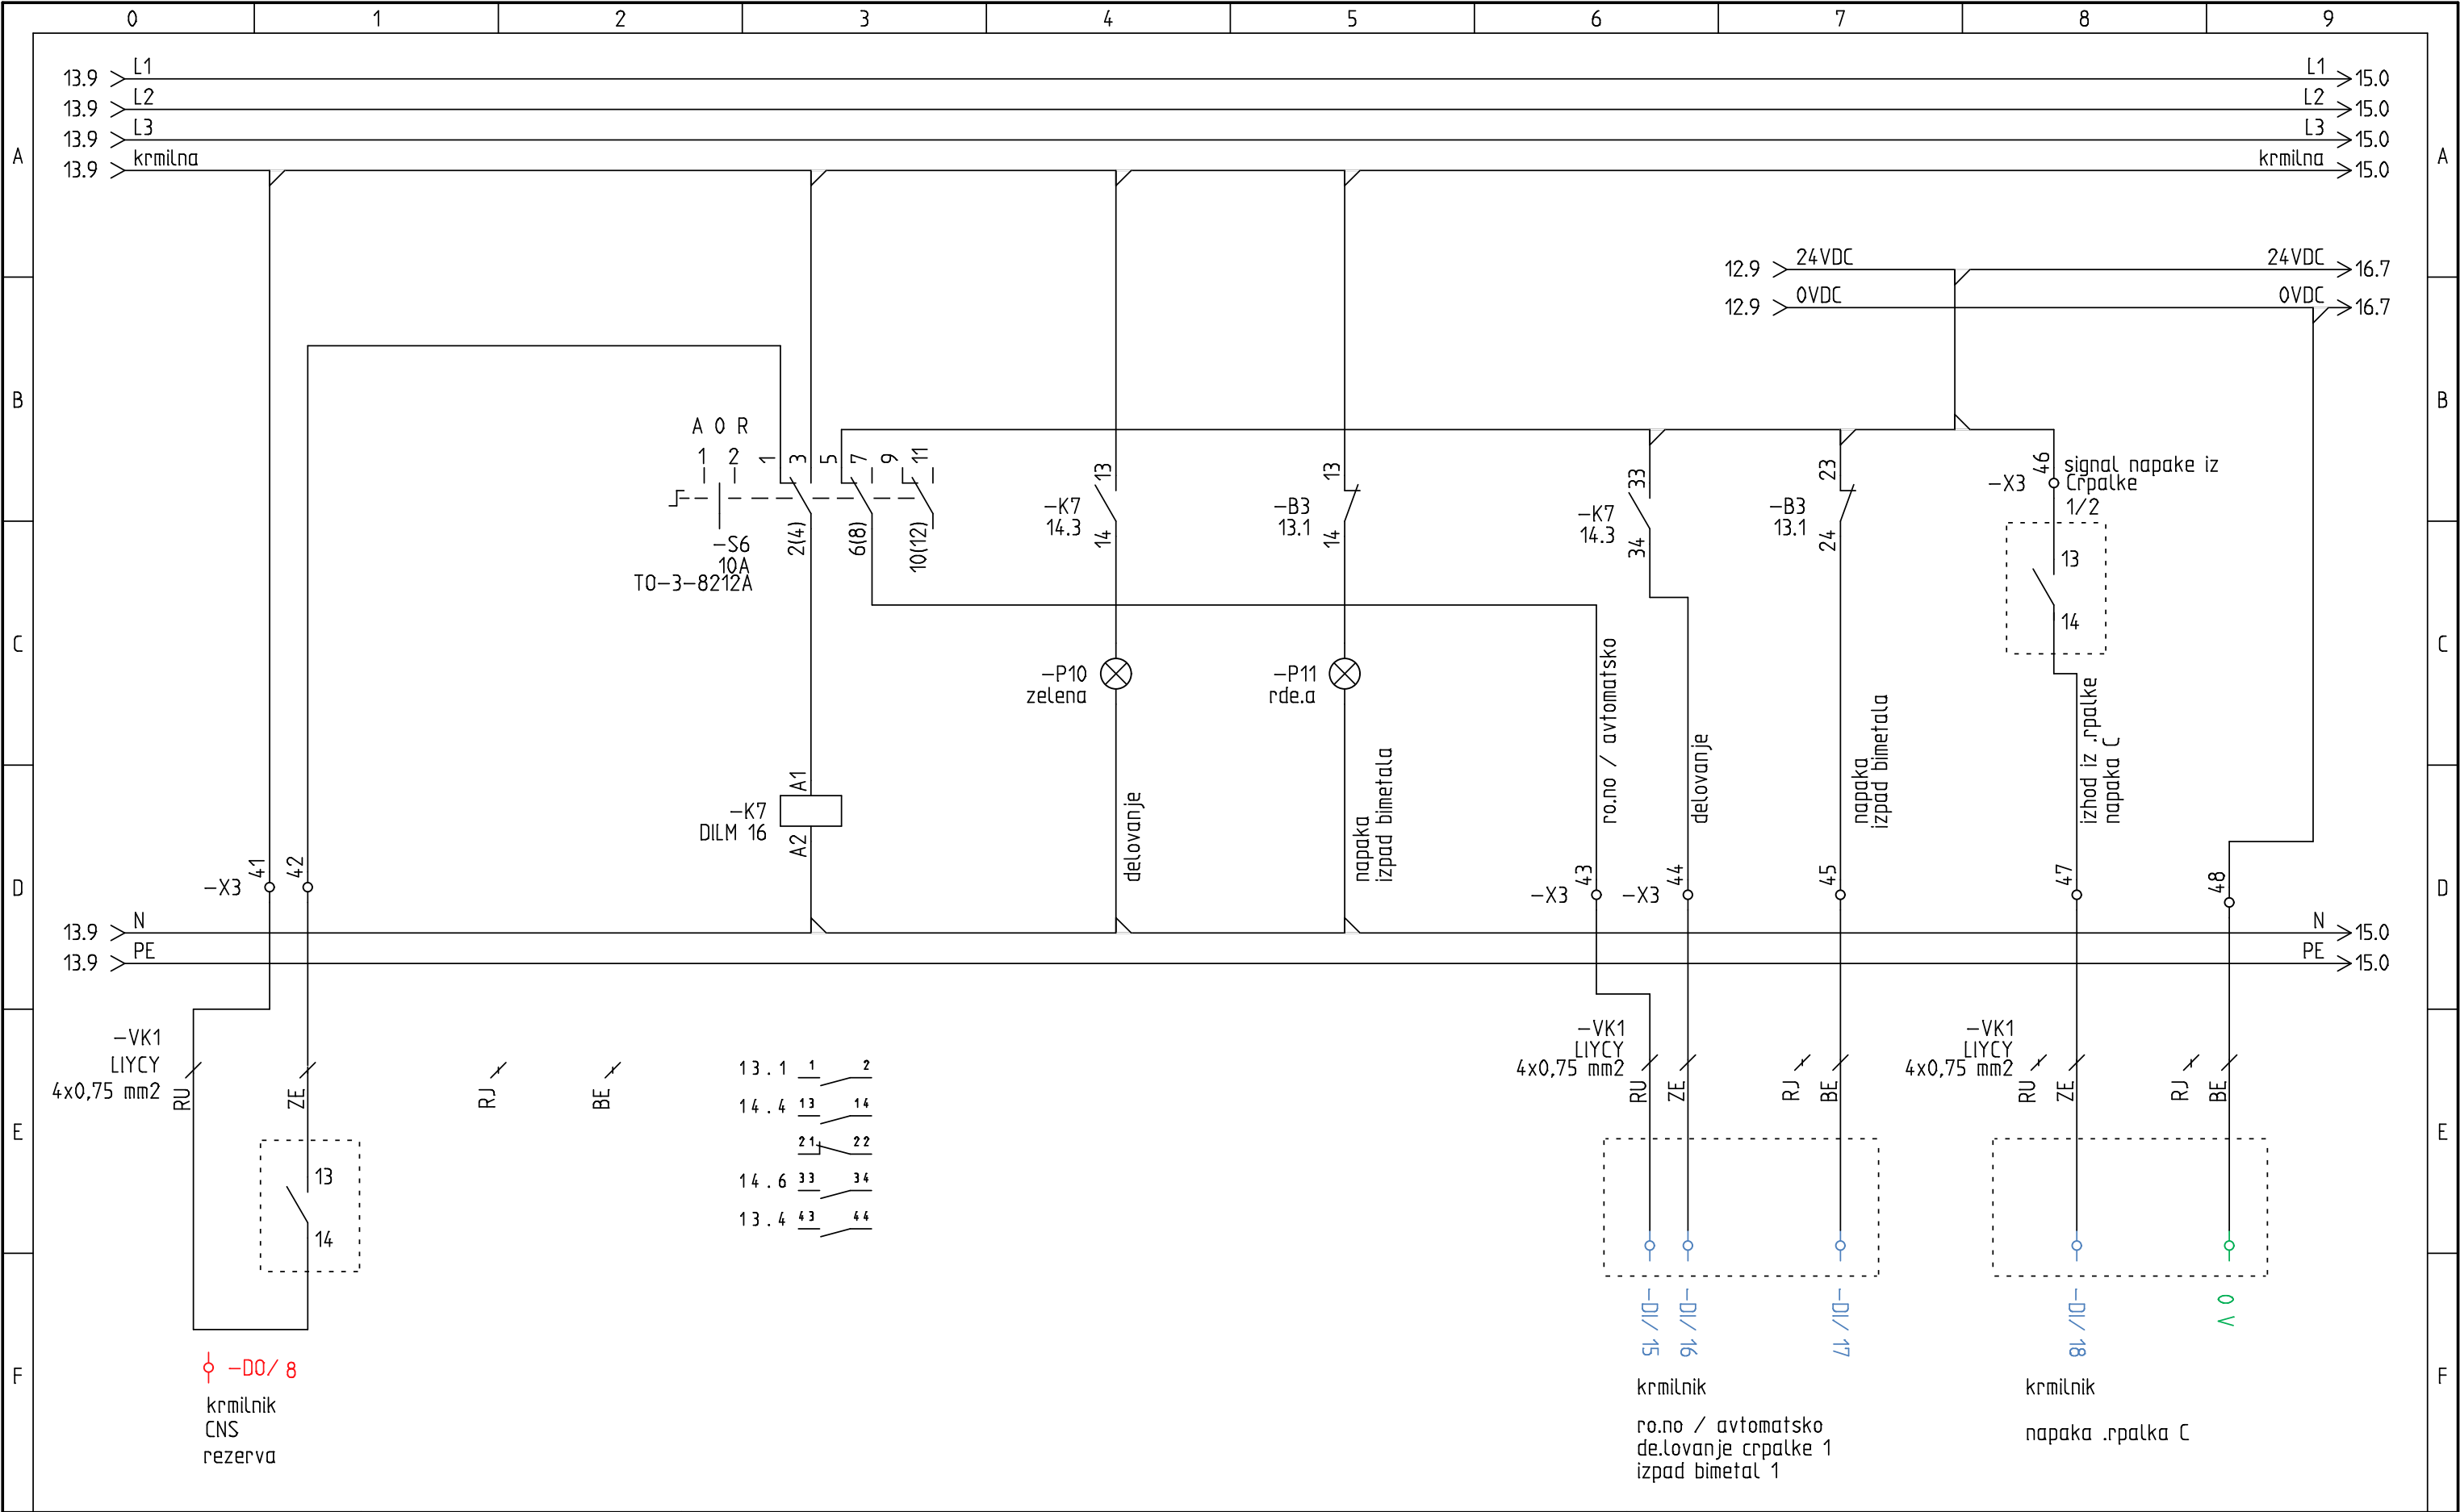 0 1 2 3 4 5 6 7 8 9
13.9 L1 L1 15.0
13.9 L2 L2 15.0
13.9 L3 L3 15.0
A A
13.9 krmilna krmilna 15.0
12.9 24VDC 24VDC 16.7
12.9 0VDC 0VDC 16.7
B B
A 0 R
1 2 1 3 5 7 9 11
-S6
10A
T0-3-8212A
2(4) 6(8) 10(12)
13
-K7
14.3
14
13
-B3
13.1
14
33
-K7
14.3
34
23
-B3
13.1
24
46
-X3
signal napake iz
Crpalke
1/2
13
14
C C
-P10
zelena
-P11
rde.a
ro.no / avtomatsko
delovanje
napaka
izpad bimetala
izhod iz .rpalke
napaka C
A1
-K7
DILM 16
A2
delovanje
napaka
izpad bimetala
D D
-X3 41 42
-X3 43
-X3 44
45
47
48
13.9 N N 15.0
13.9 PE PE 15.0
-VK1
LIYCY
4x0,75 mm2
RU ZE RJ BE
13.1 1 2
14.4 13 14
21 22
14.6 33 34
13.4 43 44
-VK1
LIYCY
4x0,75 mm2
RU ZE RJ BE
-VK1
LIYCY
4x0,75 mm2
RU ZE RJ BE
E E
13
14
-DI/ 15
-DI/ 16
-DI/ 17
-DI/ 18
0 V
F F
-DO/ 8
krmilnik
CNS
rezerva
krmilnik
ro.no / avtomatsko
de.lovanje crpalke 1
izpad bimetal 1
krmilnik
napaka .rpalka C